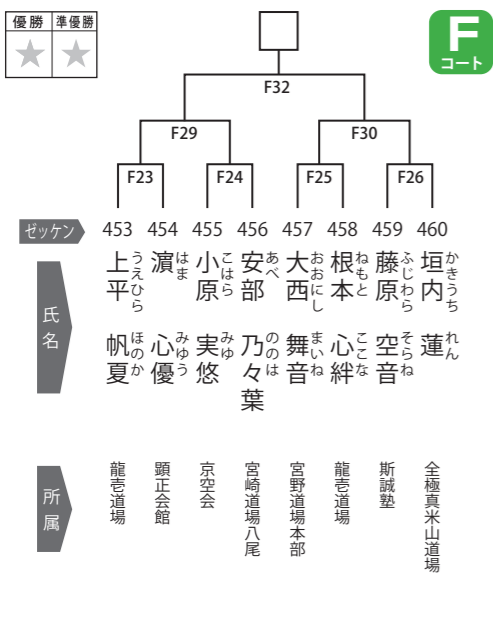 優勝 準優勝
F
コート
F32
F29 F30
F23 F24 F25 F26
ゼッケン 453 454 455 456 457 458 459 460
氏名
上平 帆夏
うえひら ほのか
濵 心優
はま みゆう
小原 実悠
こはら みゆ
安部 乃々葉
あべ ののは
大西 舞音
おおにし まいね
根本 心絆
ねもと ここな
藤原 空音
ふじわら そらね
垣内 蓮
かきうち れん
所属
龍壱道場
顕正会館
京空会
宮崎道場八尾
宮野道場本部
龍壱道場
斯誠塾
全極真米山道場